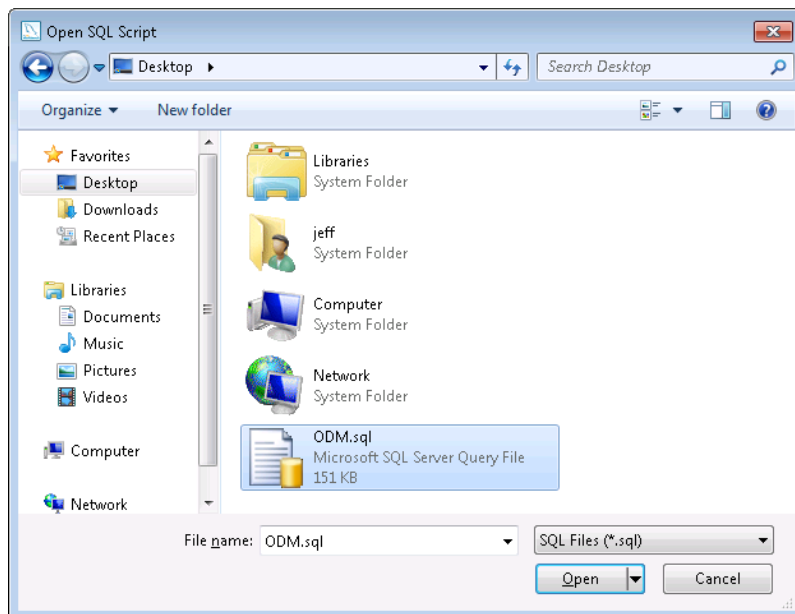 Open SQL Script
Desktop
Search Desktop
Organize
New folder
Favorites
Desktop
Downloads
Recent Places
Libraries
Documents
Music
Pictures
Videos
Computer
Network
Libraries
System Folder
jeff
System Folder
Computer
System Folder
Network
System Folder
ODM.sql
Microsoft SQL Server Query File
151 KB
File name: ODM.sql
SQL Files (*.sql)
Open
Cancel